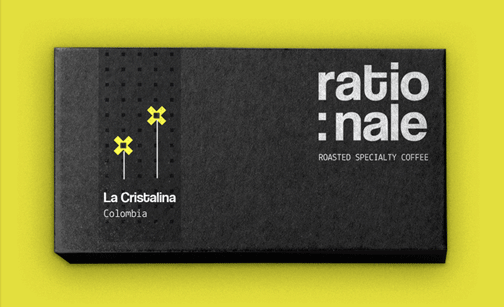 ratio
:nale
ROASTED SPECIALTY COFFEE
La Cristalina
Colombia